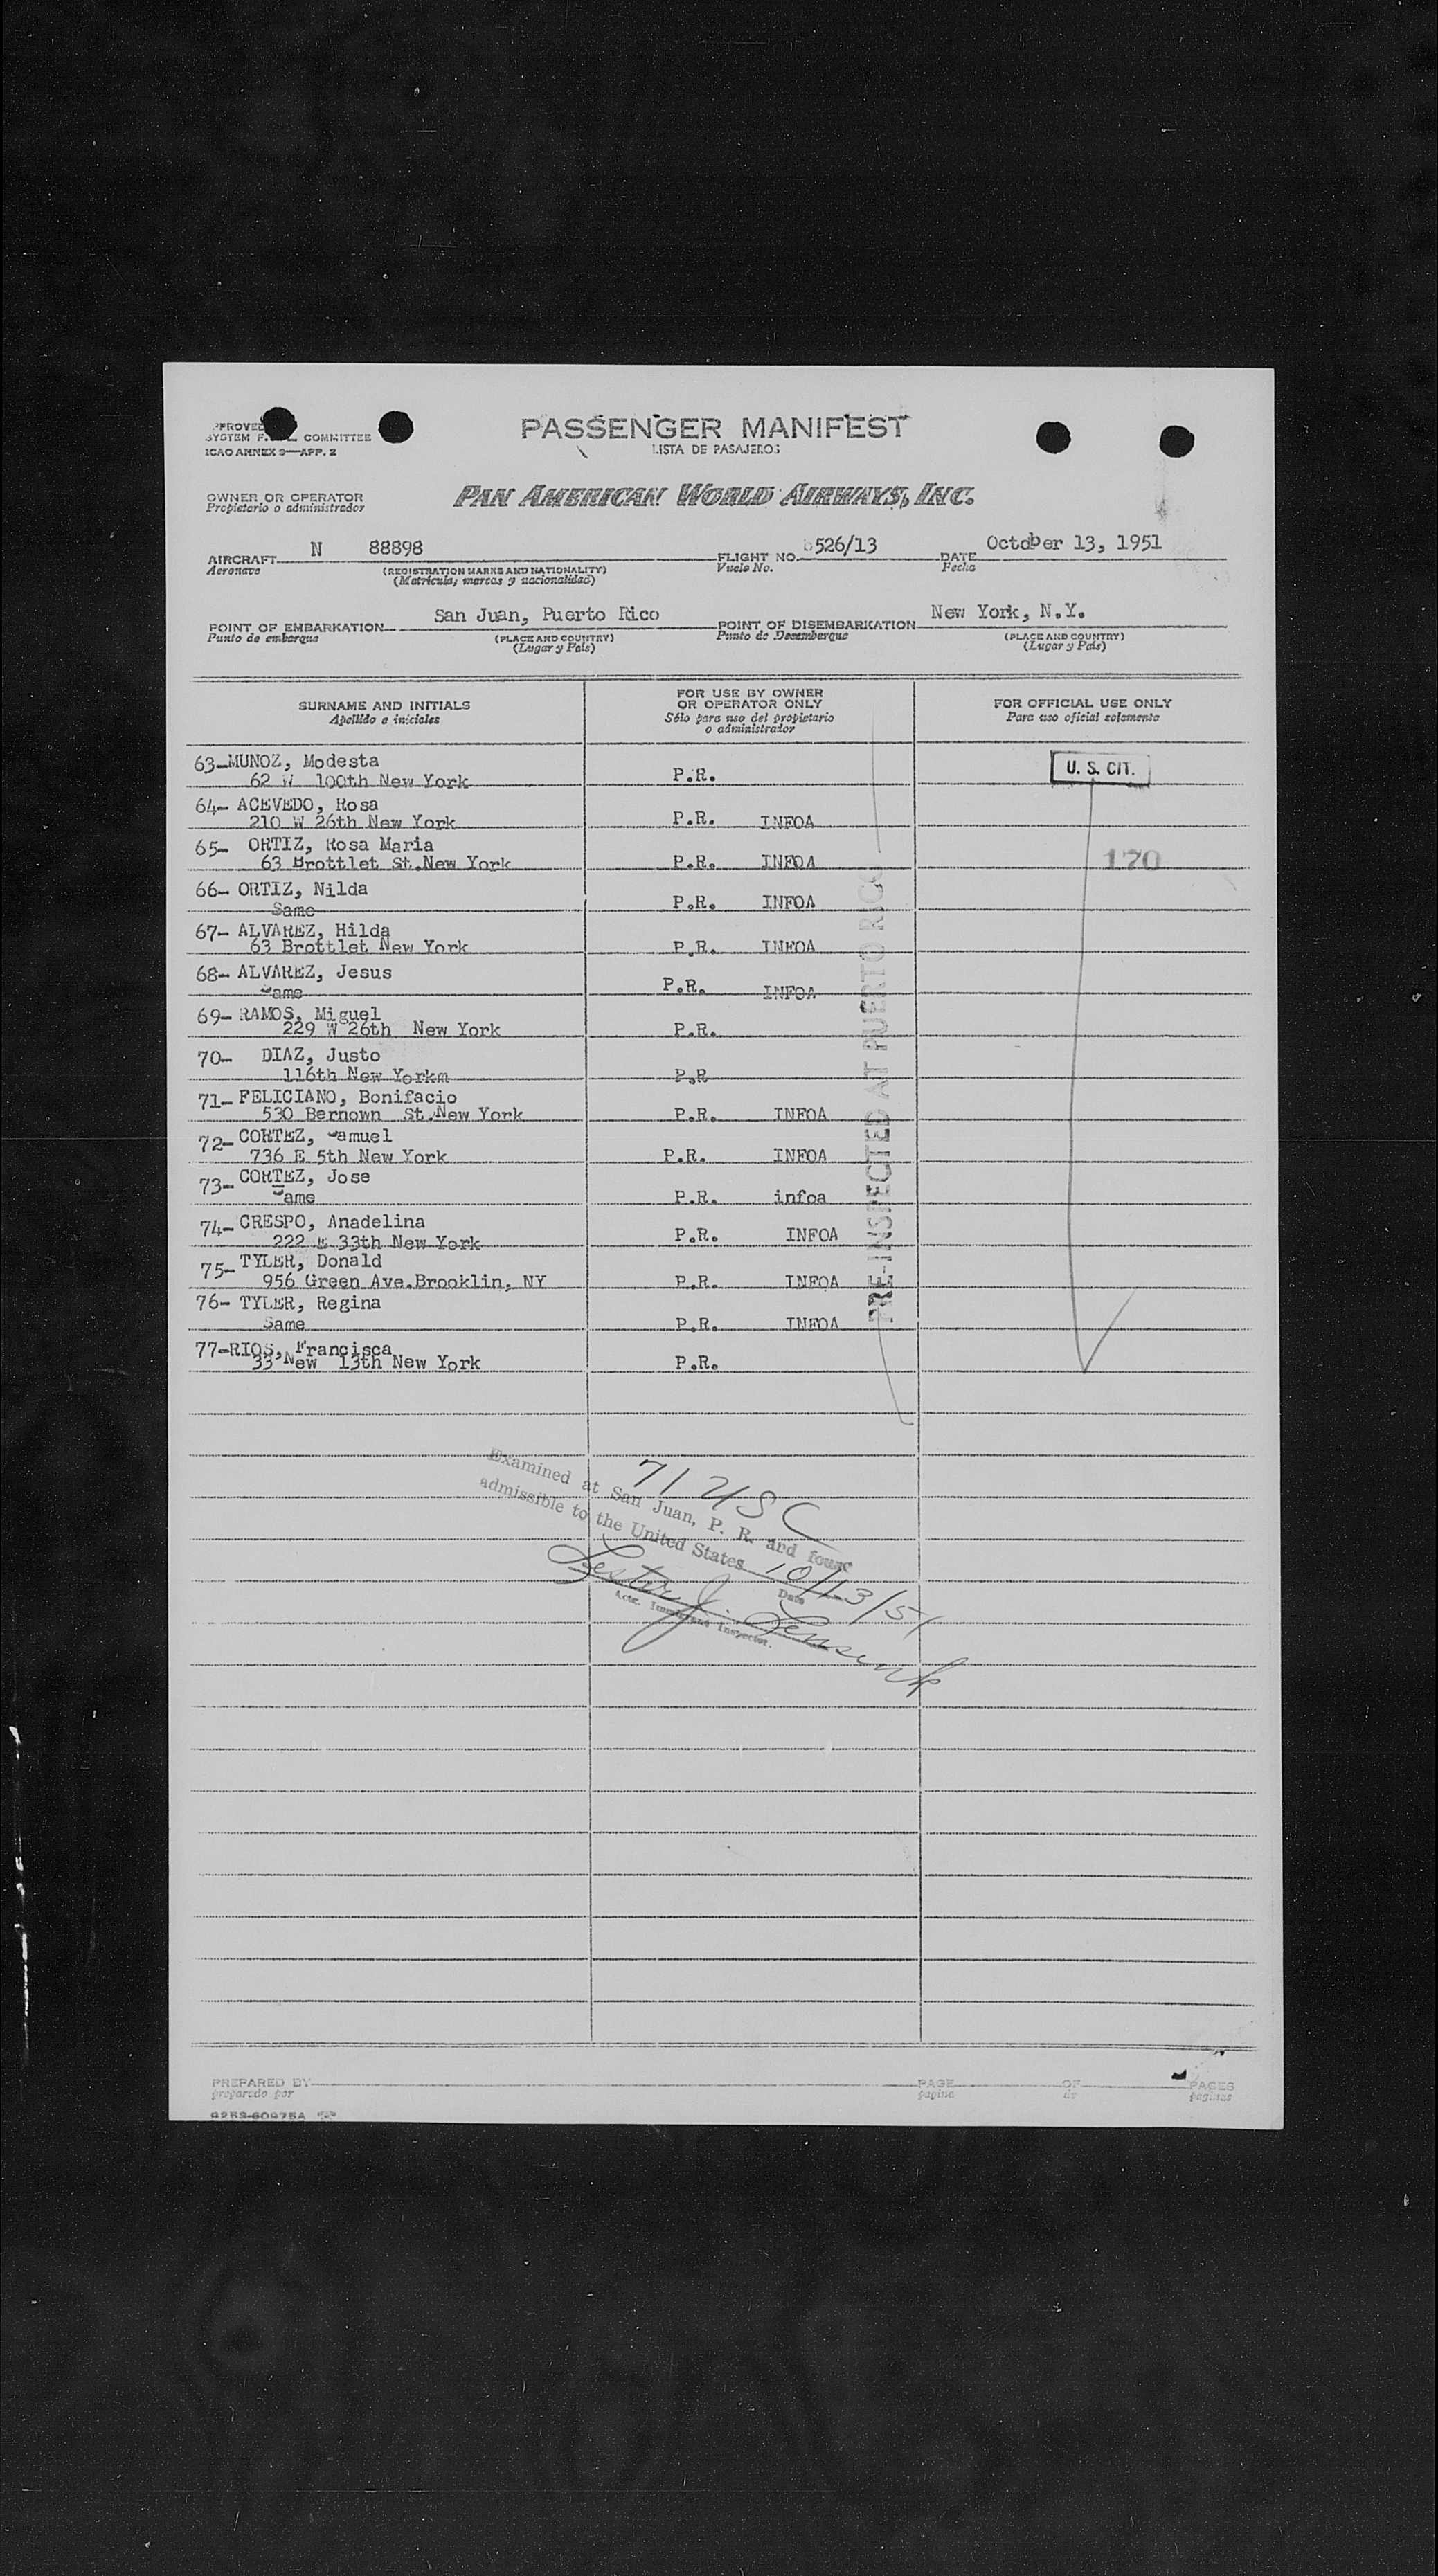 PASSENGER MANIFEST
LISTA DE PASAJEROS
SYSTEM COMMITTEE
ICAO ANNEX 9—APP. 2
OWNER OR OPERATOR
Propietario o administrador
PAN AMERICAN WORLD AIRWAYS, INC.
AIRCRAFT N 88898 FLIGHT NO. 526/13 DATE October 13, 1951
Aeronave (REGISTRATION MARKS AND NATIONALITY) Vuelo No. Fecha
(Matricula; marcas y nacionalidad)
POINT OF EMBARKATION San Juan, Puerto Rico POINT OF DISEMBARKATION New York, N.Y.
Punto de embarque (PLACE AND COUNTRY) Punto de Desembarque (PLACE AND COUNTRY)
(Lugar y País) (Lugar y País)
SURNAME AND INITIALS
Apellido e iniciales
FOR USE BY OWNER
OR OPERATOR ONLY
Sólo para uso del propietario
o administrador
FOR OFFICIAL USE ONLY
Para uso oficial solamente
63-MUNOZ, Modesta
62 W 100th New York P.R. U. S. CIT.
64- ACEVEDO, Rosa
210 W 26th New York P.R. INFOA
65- ORTIZ, Rosa Maria
63 Brottlet St.New York P.R. INFOA 170
66- ORTIZ, Nilda
Same P.R. INFOA
67- ALVAREZ, Hilda
63 Brottlet New York P.R. INFOA
68- ALVAREZ, Jesus
Same P.R. INFOA
69- RAMOS, Miguel
229 W 26th New York P.R.
70- DIAZ, Justo
116th New Yorkm P.R
71- FELICIANO, Bonifacio
530 Bernown St.New York P.R. INFOA
72- CORTEZ, Samuel
736 E 5th New York P.R. INFOA
73- CORTEZ, Jose
Same P.R. infoa
74- CRESPO, Anadelina
222 E 33th New York P.R. INFOA
75- TYLER, Donald
956 Green Ave.Brooklin, NY P.R. INFOA
76- TYLER, Regina
Same P.R. INFOA
77-RIOS, Francisca
33 New 13th New York P.R.
PRE-INSPECTED AT PUERTO RICO
71 USC
Examined at San Juan, P. R. and found
admissible to the United States 10/13/51
Date
Lester J.
Inspector.
PREPARED BY PAGE OF PAGES
preparado por página de páginas